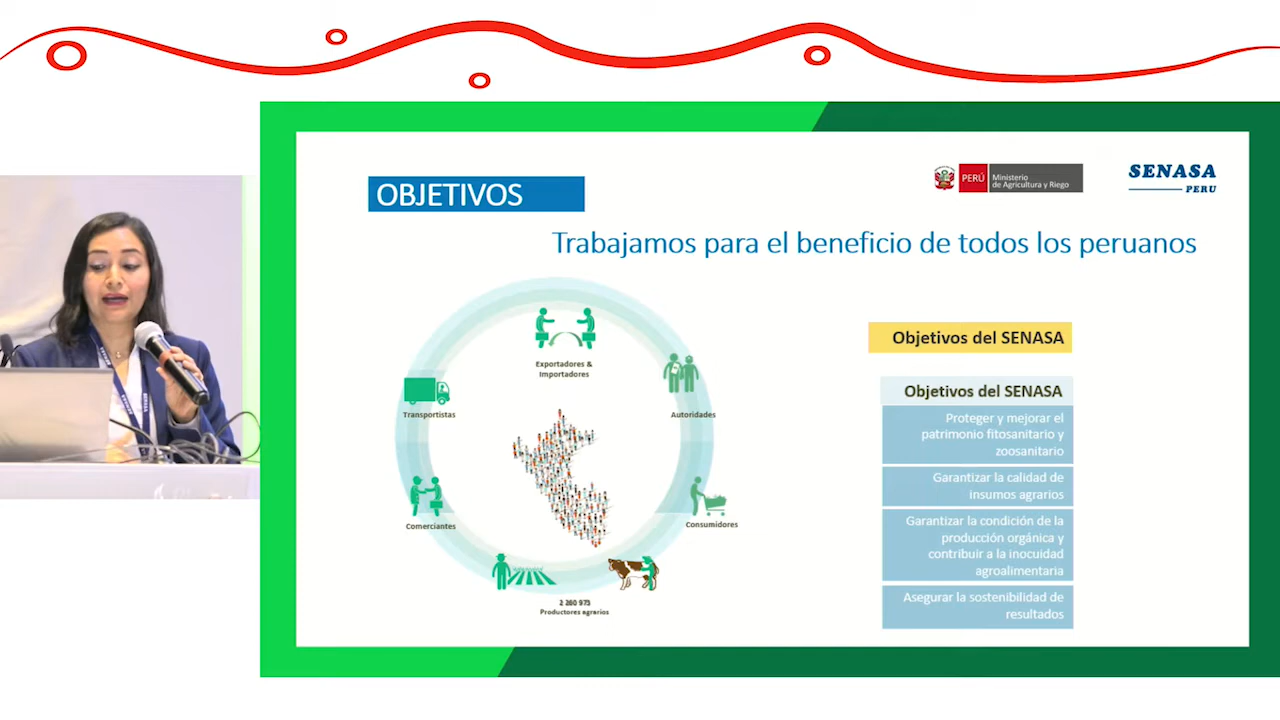 OBJETIVOS
PERÚ
Ministerio
de Agricultura y Riego
SENASA
PERU
Trabajamos para el beneficio de todos los peruanos
Exportadores &
Importadores
Transportistas
Autoridades
Comerciantes
Consumidores
Productores agrarios
Objetivos del SENASA
Objetivos del SENASA
Proteger y mejorar el
patrimonio fitosanitario y
zoosanitario
Garantizar la calidad de
insumos agrarios
Garantizar la condición de la
producción orgánica y
contribuir a la inocuidad
agroalimentaria
Asegurar la sostenibilidad de
resultados